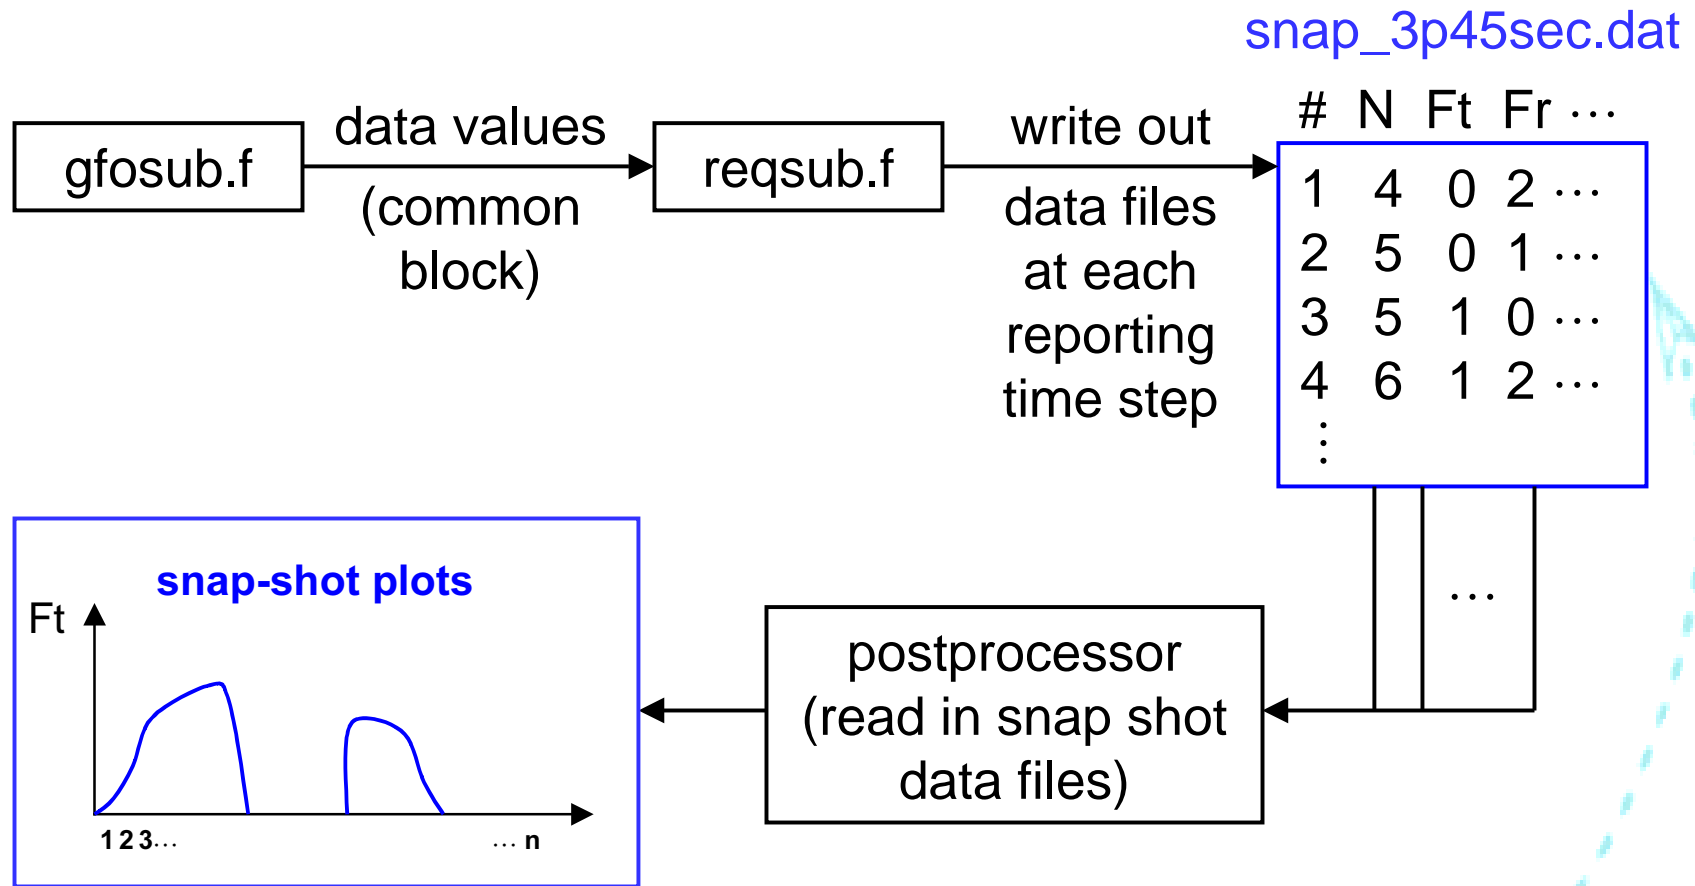 snap_3p45sec.dat
gfosub.f
data values
(common
block)
reqsub.f
write out
data files
at each
reporting
time step
# N Ft Fr ...
1 4 0 2 ...
2 5 0 1 ...
3 5 1 0 ...
4 6 1 2 ...
⋮
...
postprocessor
(read in snap shot
data files)
snap-shot plots
Ft
1 2 3... ... n